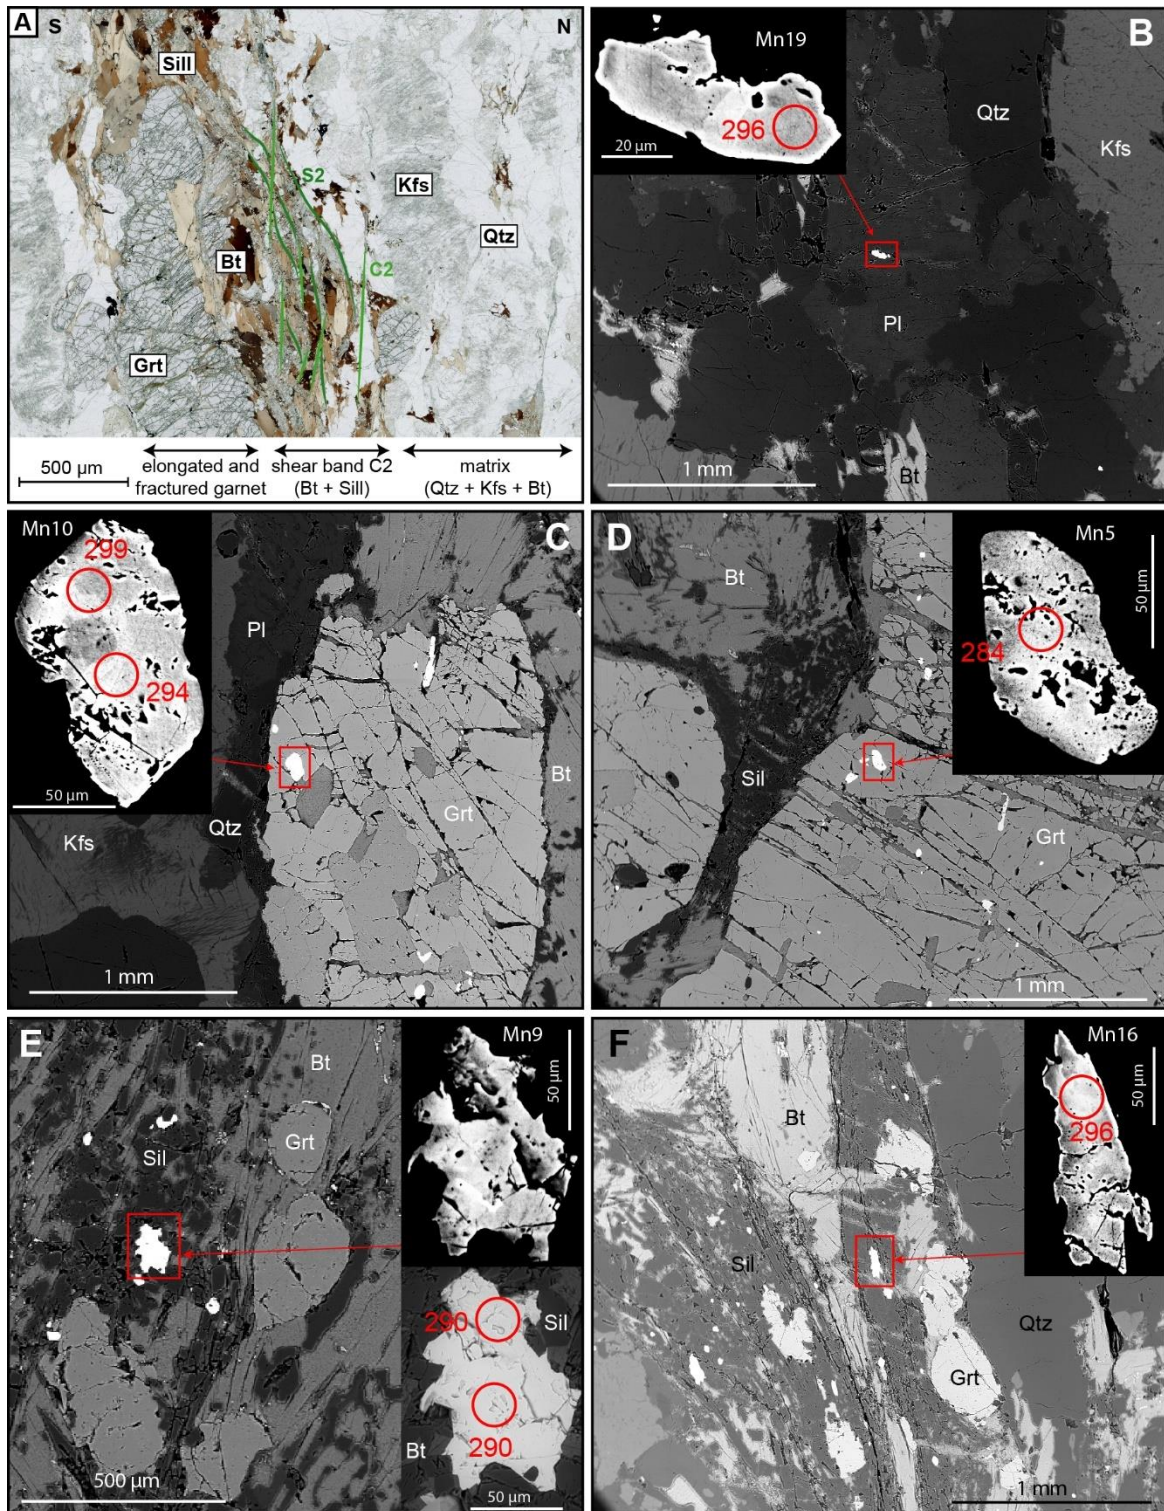 A
S
N
Sill
S2
Kfs
Qtz
Bt
C2
Grt
500 µm
elongated and
fractured garnet
shear band C2
(Bt + Sill)
matrix
(Qtz + Kfs + Bt)
B
Mn19
296
20 µm
Qtz
Kfs
Pl
Bt
1 mm
C
Mn10
299
294
50 µm
Pl
Bt
Grt
Qtz
Kfs
1 mm
D
Mn5
284
50 µm
Bt
Sil
Grt
1 mm
E
Mn9
50 µm
Bt
Grt
Sil
290
Sil
290
Bt
500 µm
50 µm
F
Mn16
296
50 µm
Bt
Sil
Qtz
Grt
1 mm